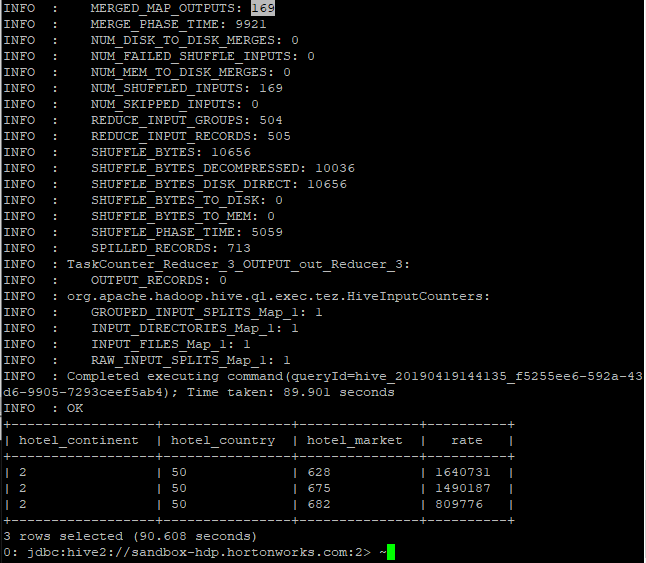 INFO  :     MERGED_MAP_OUTPUTS: 169
INFO  :     MERGE_PHASE_TIME: 9921
INFO  :     NUM_DISK_TO_DISK_MERGES: 0
INFO  :     NUM_FAILED_SHUFFLE_INPUTS: 0
INFO  :     NUM_MEM_TO_DISK_MERGES: 0
INFO  :     NUM_SHUFFLED_INPUTS: 169
INFO  :     NUM_SKIPPED_INPUTS: 0
INFO  :     REDUCE_INPUT_GROUPS: 504
INFO  :     REDUCE_INPUT_RECORDS: 505
INFO  :     SHUFFLE_BYTES: 10656
INFO  :     SHUFFLE_BYTES_DECOMPRESSED: 10036
INFO  :     SHUFFLE_BYTES_DISK_DIRECT: 10656
INFO  :     SHUFFLE_BYTES_TO_DISK: 0
INFO  :     SHUFFLE_BYTES_TO_MEM: 0
INFO  :     SHUFFLE_PHASE_TIME: 5059
INFO  :     SPILLED_RECORDS: 713
INFO  : TaskCounter_Reducer_3_OUTPUT_out_Reducer_3:
INFO  :     OUTPUT_RECORDS: 0
INFO  : org.apache.hadoop.hive.ql.exec.tez.HiveInputCounters:
INFO  :     GROUPED_INPUT_SPLITS_Map_1: 1
INFO  :     INPUT_DIRECTORIES_Map_1: 1
INFO  :     INPUT_FILES_Map_1: 1
INFO  :     RAW_INPUT_SPLITS_Map_1: 1
INFO  : Completed executing command(queryId=hive_20190419144135_f5255ee6-592a-43
d6-9905-7293ceef5ab4); Time taken: 89.901 seconds
INFO  : OK
+------------------+----------------+---------------+----------+
| hotel_continent  | hotel_country  | hotel_market  |   rate   |
+------------------+----------------+---------------+----------+
| 2                | 50             | 628           | 1640731  |
| 2                | 50             | 675           | 1490187  |
| 2                | 50             | 682           | 809776   |
+------------------+----------------+---------------+----------+
3 rows selected (90.608 seconds)
0: jdbc:hive2://sandbox-hdp.hortonworks.com:2> ~